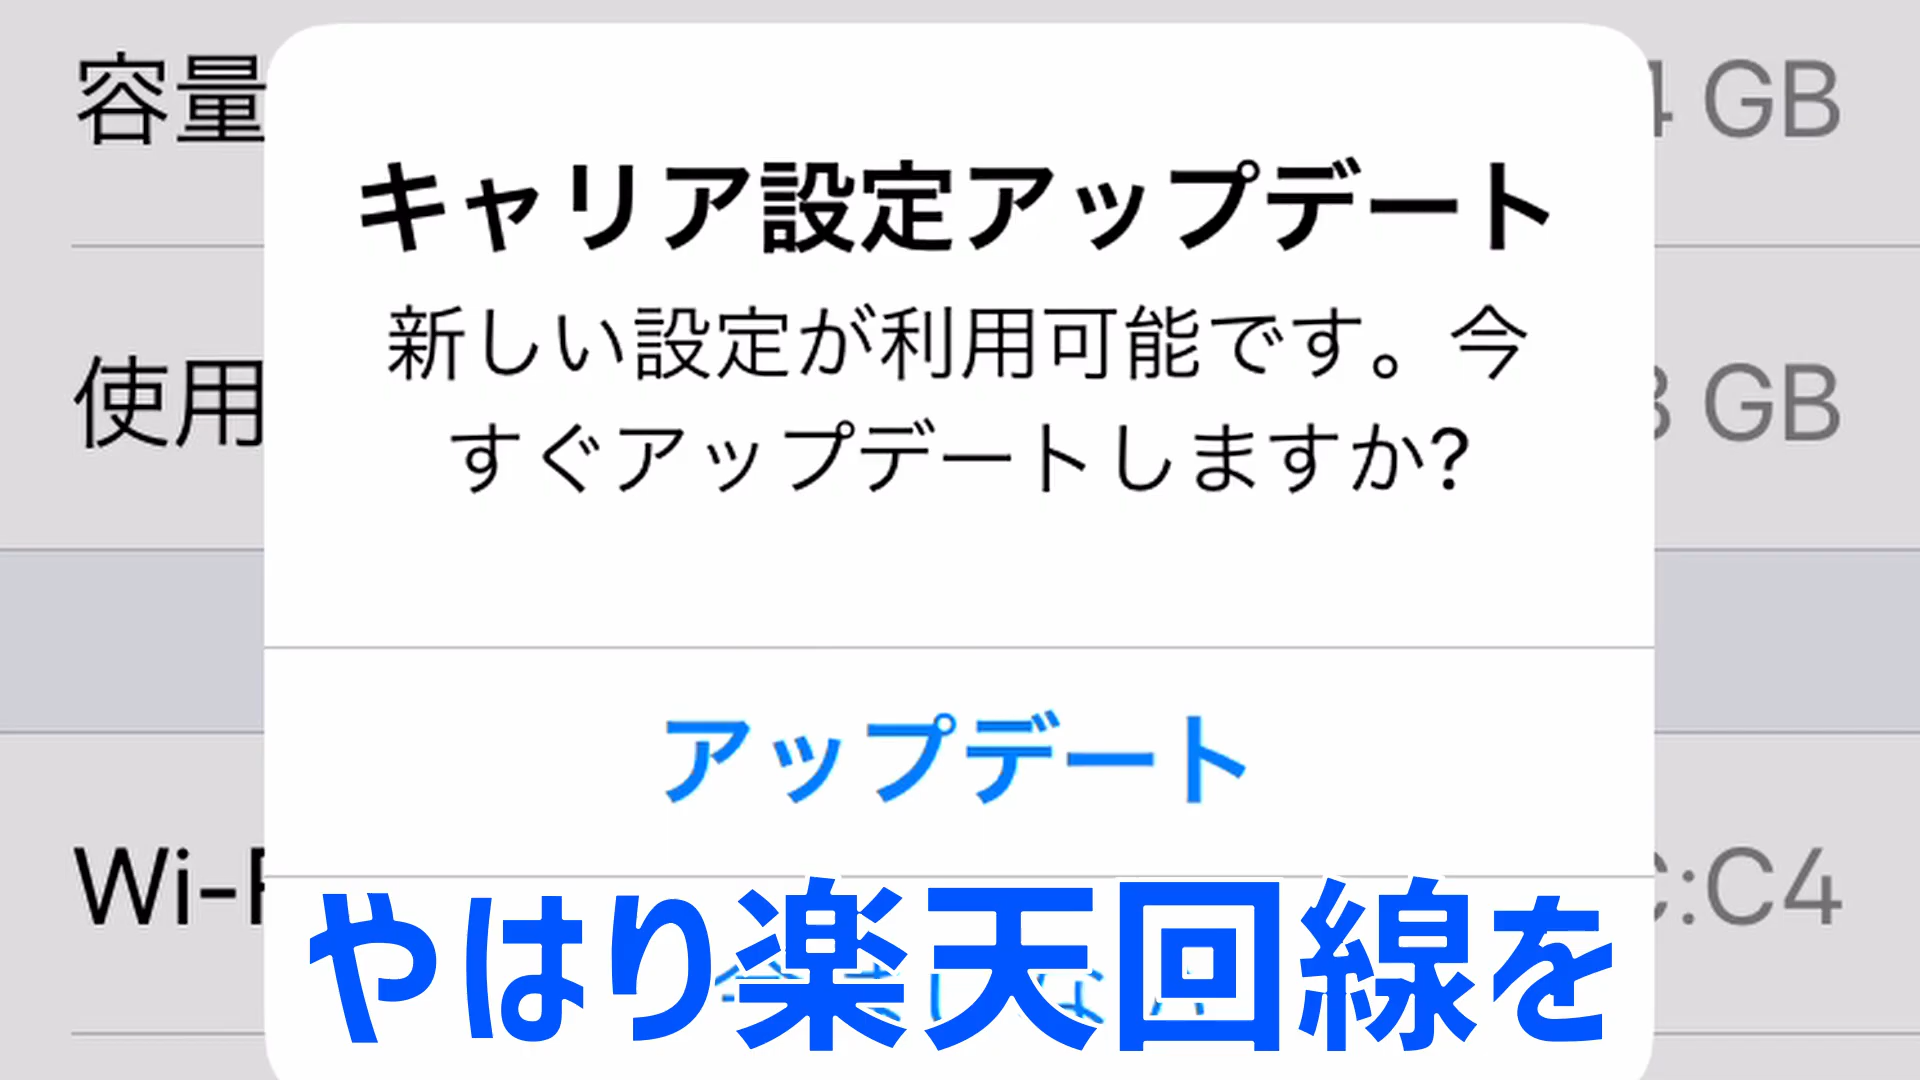 容量
4 GB
キャリア設定アップデート
新しい設定が利用可能です。今
すぐアップデートしますか?
使用
GB
アップデート
Wi-F
:C4
やはり楽天回線を